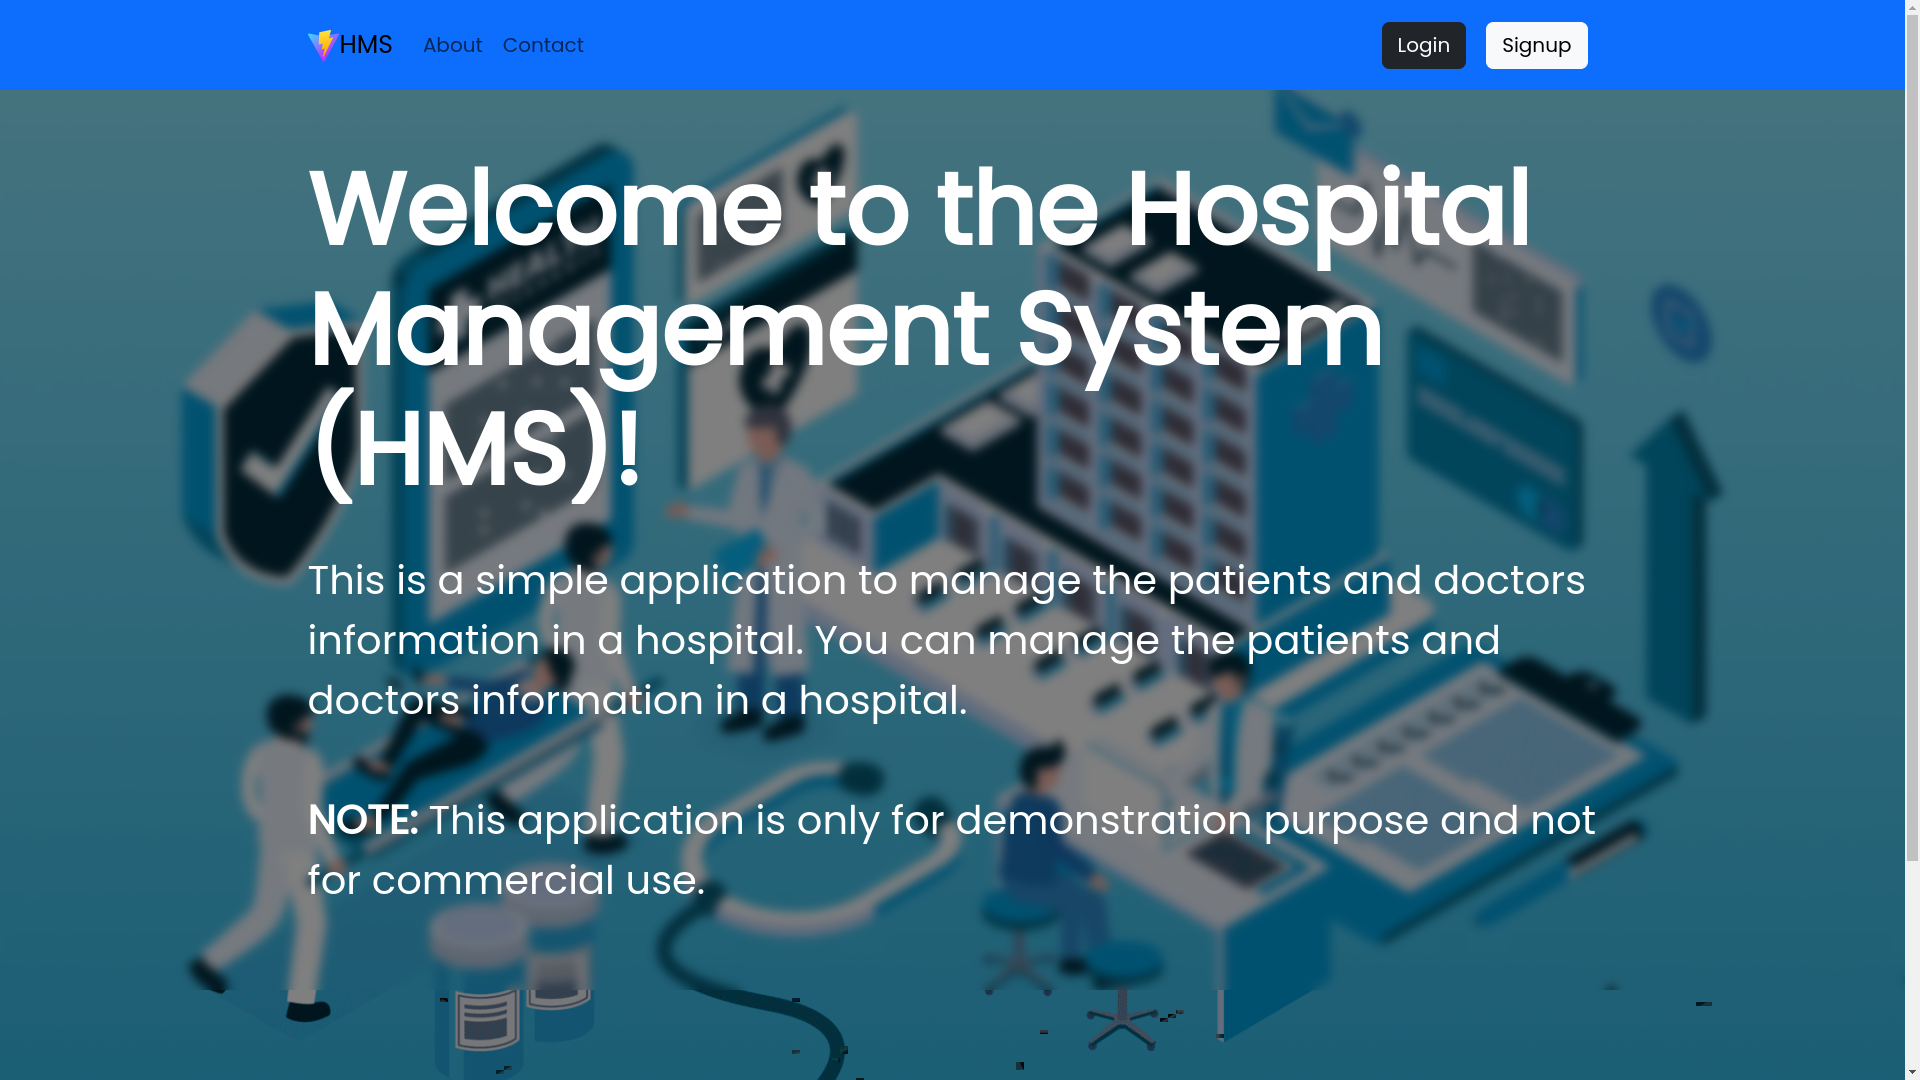 HMS About Contact Login Signup
Welcome to the Hospital
Management System
(HMS)!
This is a simple application to manage the patients and doctors
information in a hospital. You can manage the patients and
doctors information in a hospital.
NOTE: This application is only for demonstration purpose and not
for commercial use.